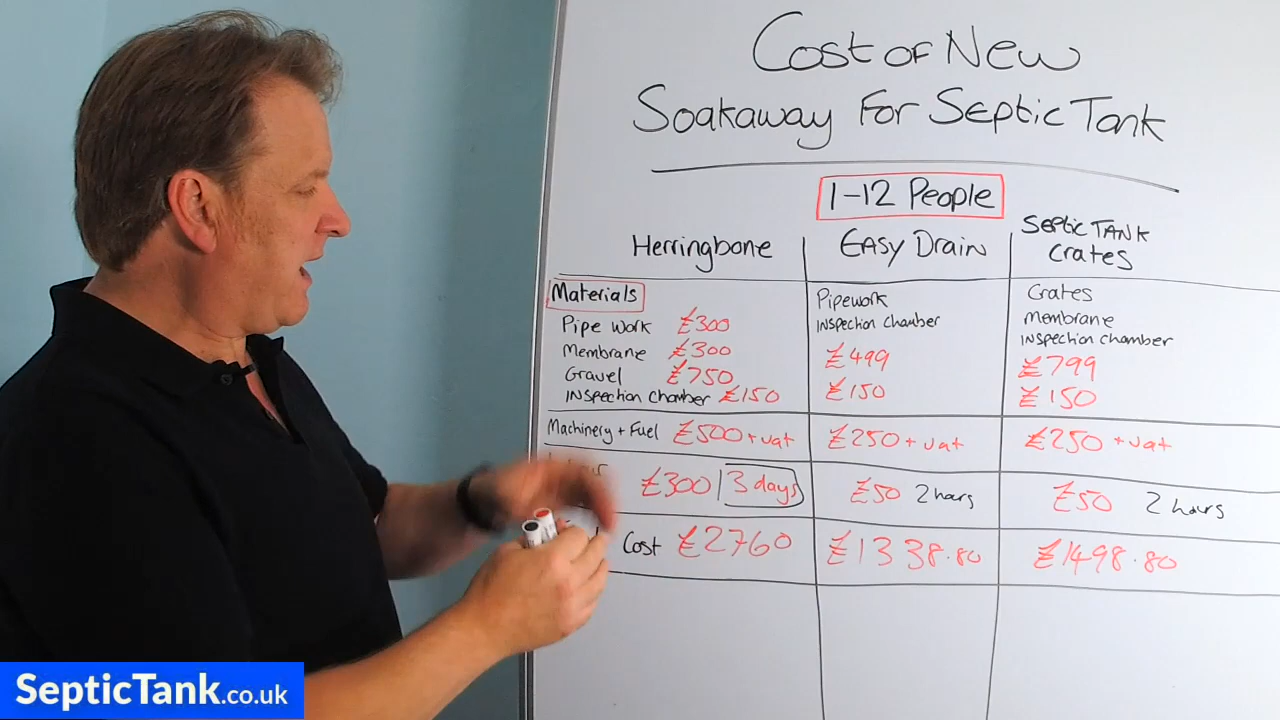 Cost of New
Soakaway For Septic Tank
1-12 People
Herringbone
EASY Drain
SEPTIC TANK
Crates
Materials
Pipe work £300
Membrane £300
Gravel £750
INSpection chamber £150
Pipework
INSpection chamber
£499
£150
Crates
Membrane
INSpection chamber
£799
£150
Machinery + Fuel £500 + vat
£250 + vat
£250 + vat
£300 3 days
£50 2 hours
£50 2 hours
Cost £2760
£1338.80
£1498.80
SepticTank.co.uk